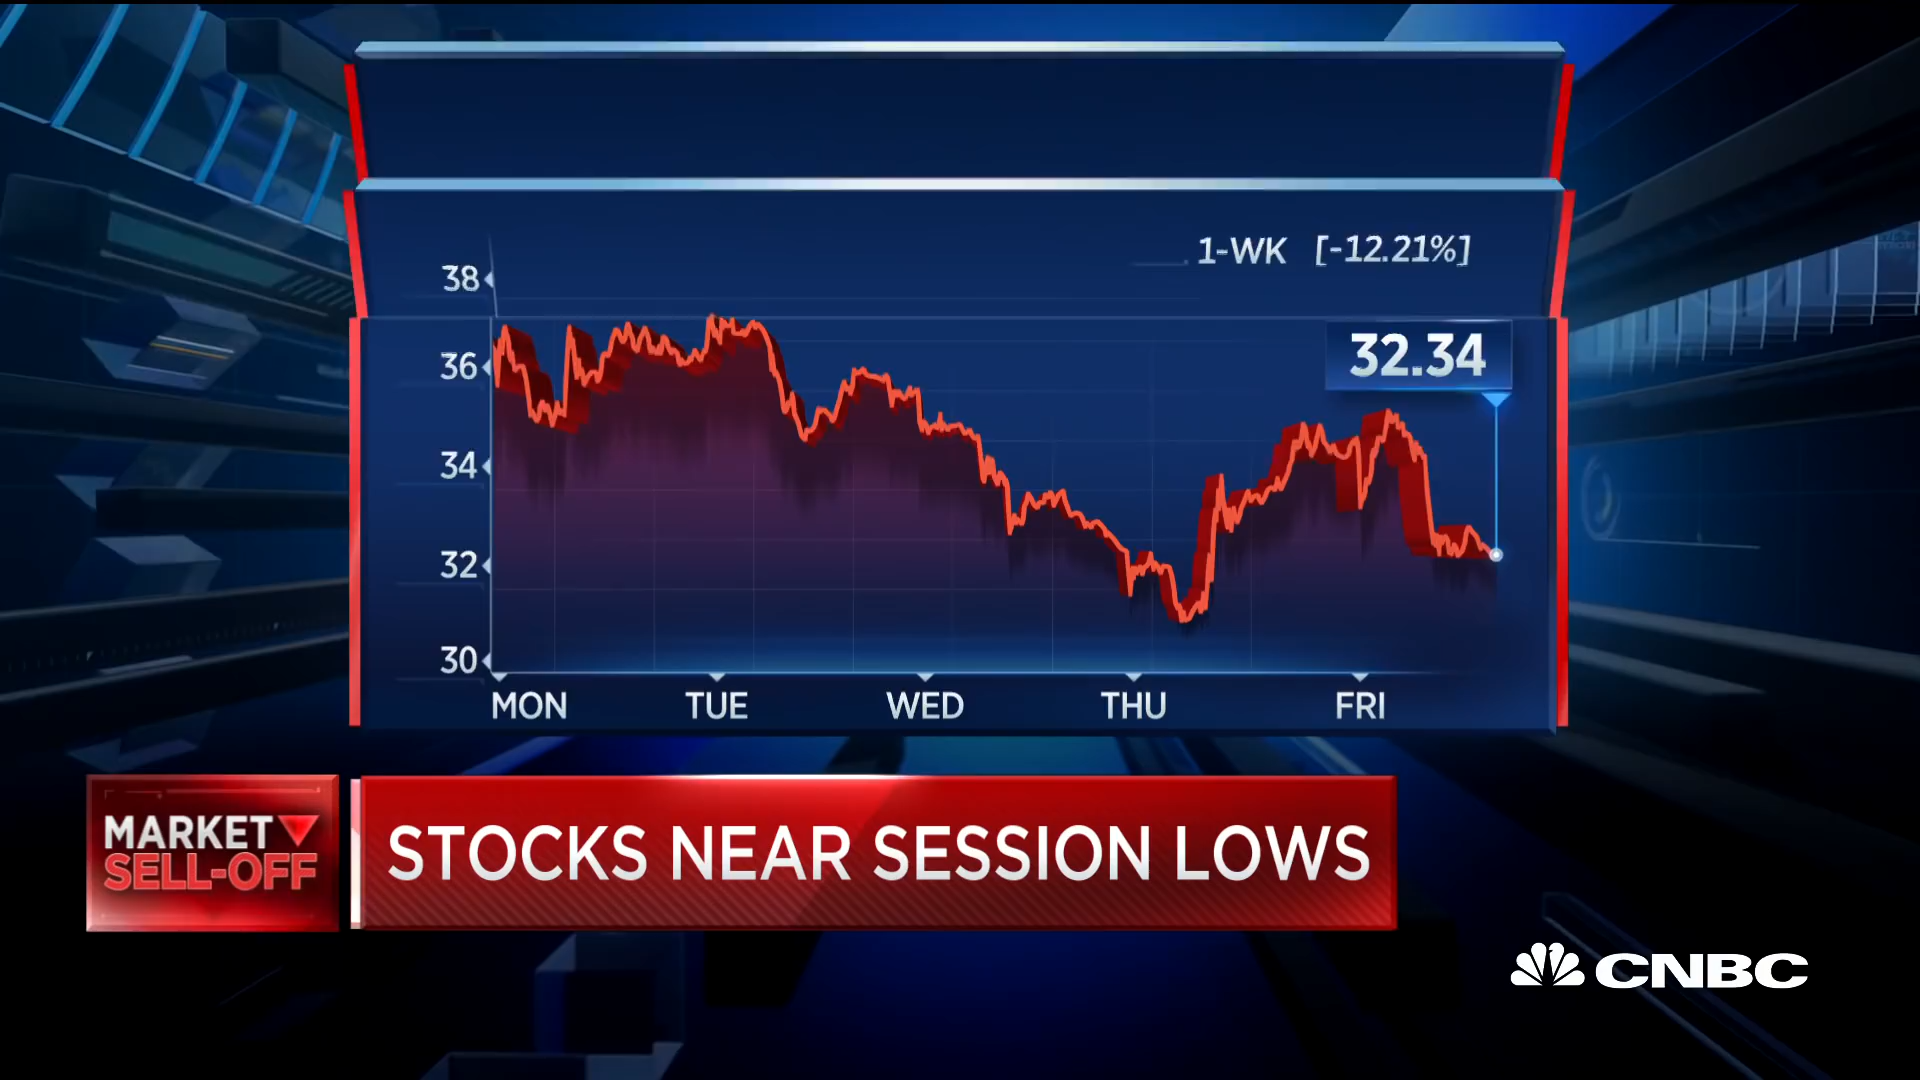 1-WK [-12.21%]
38
36
34
32
30
32.34
MON TUE WED THU FRI
MARKET
SELL-OFF
STOCKS NEAR SESSION LOWS
CNBC